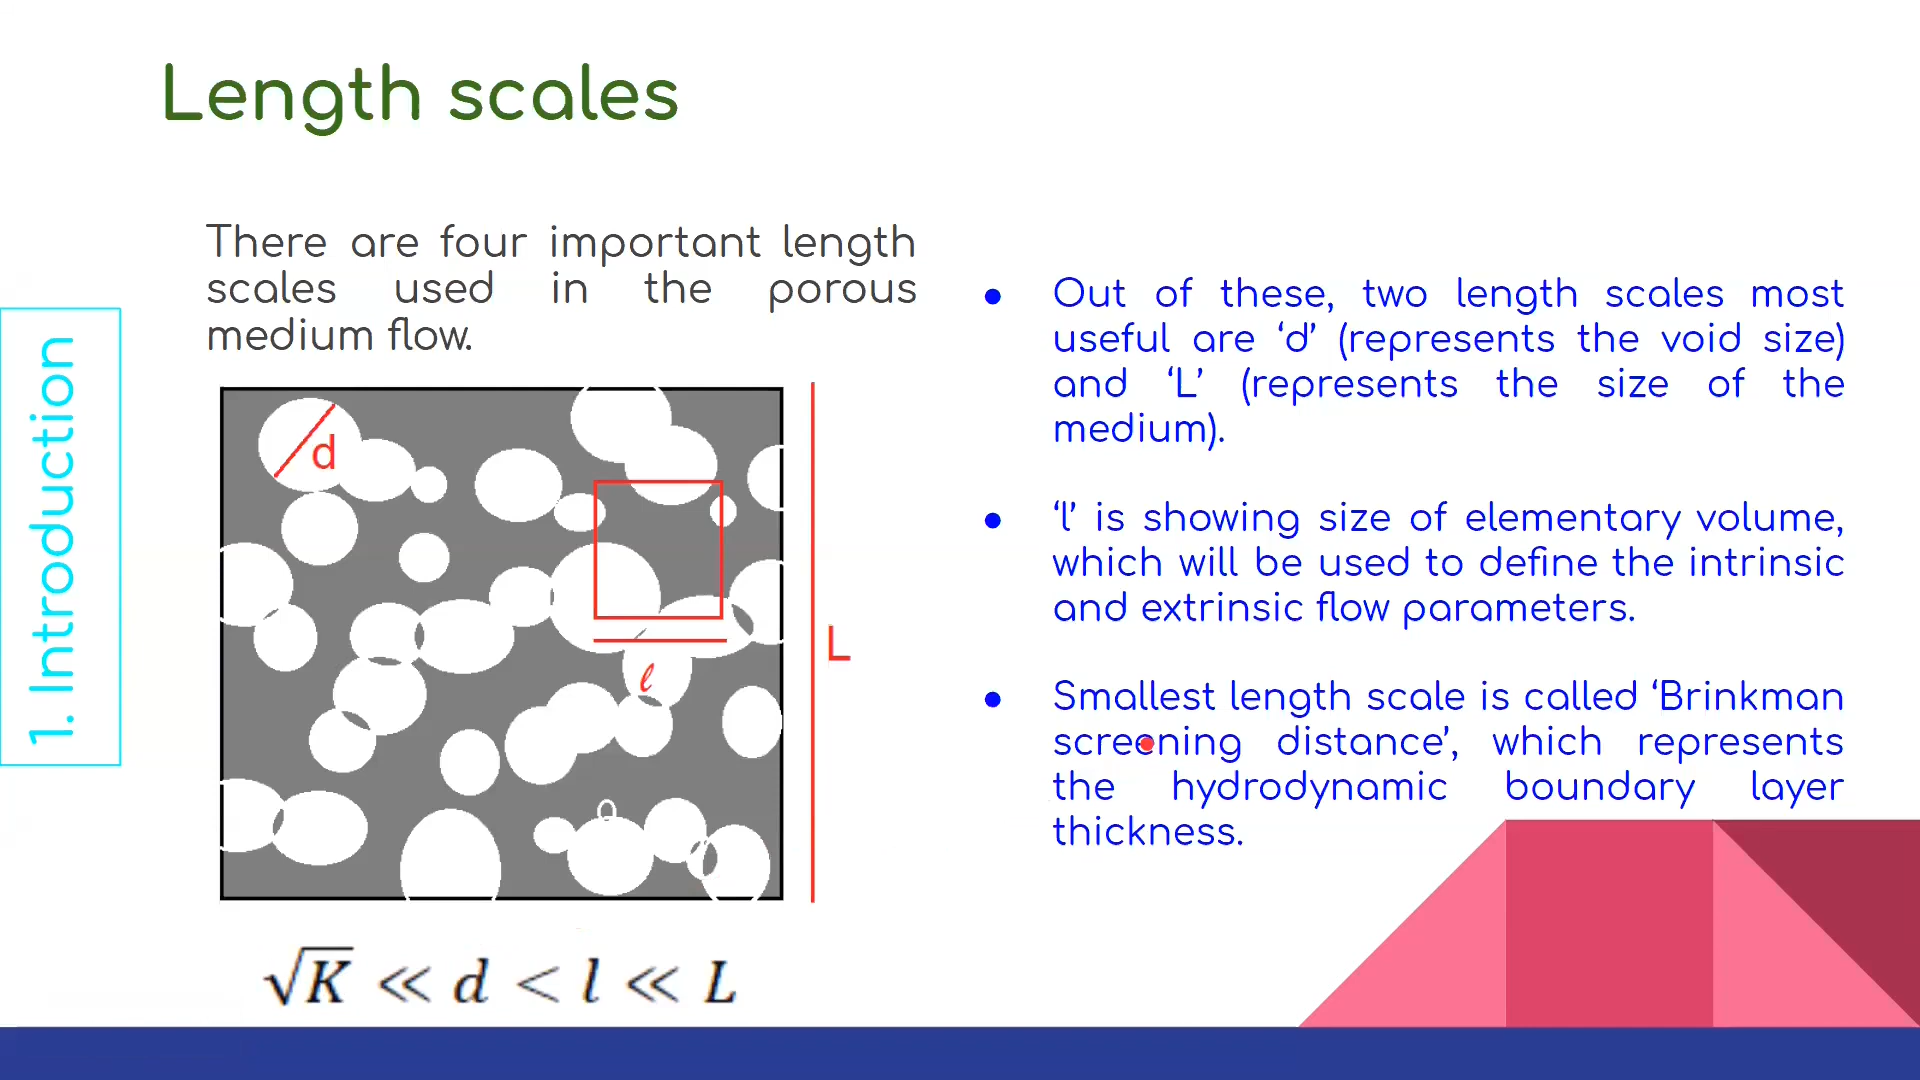 Length scales
There are four important length
scales used in the porous
medium flow.
1. Introduction
d
l
L
√K ≪ d < l ≪ L
● Out of these, two length scales most
useful are ‘d’ (represents the void size)
and ‘L’ (represents the size of the
medium).
● ‘l’ is showing size of elementary volume,
which will be used to define the intrinsic
and extrinsic flow parameters.
● Smallest length scale is called ‘Brinkman
screening distance’, which represents
the hydrodynamic boundary layer
thickness.